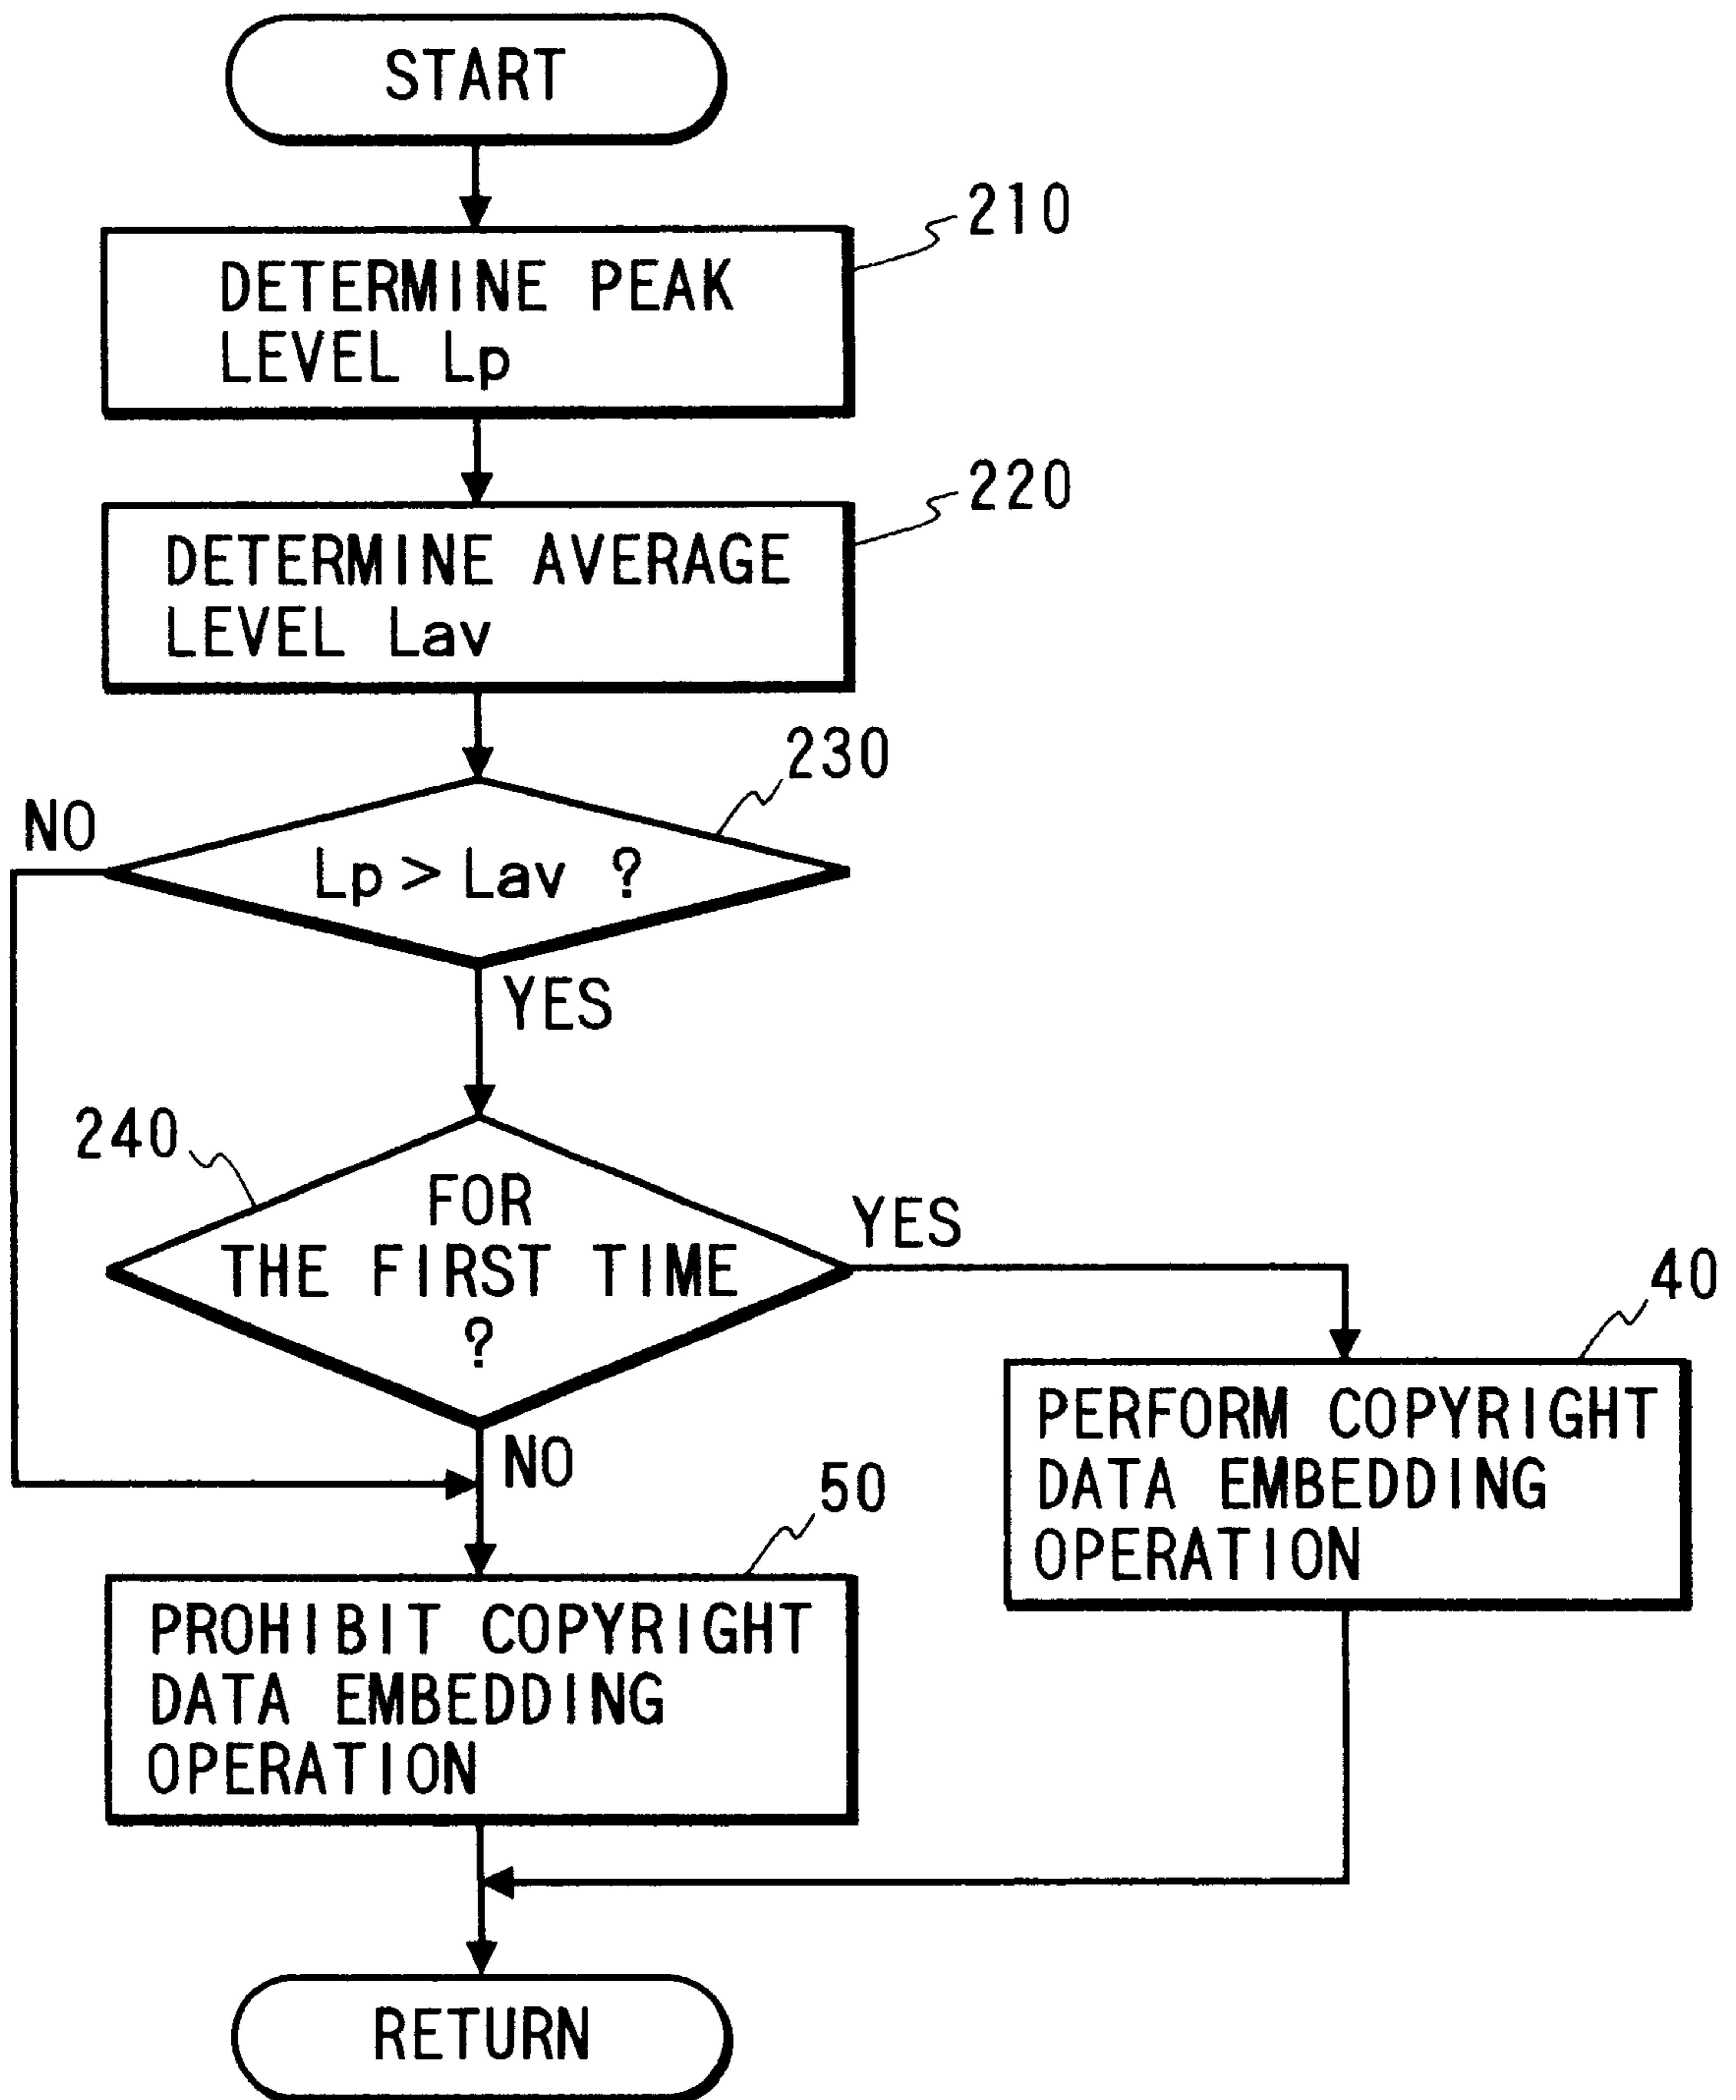 START
210
DETERMINE PEAK
LEVEL Lp
220
DETERMINE AVERAGE
LEVEL Lav
230
NO
Lp > Lav ?
YES
240
FOR
THE FIRST TIME
?
YES
40
NO
PERFORM COPYRIGHT
DATA EMBEDDING
OPERATION
50
PROHIBIT COPYRIGHT
DATA EMBEDDING
OPERATION
RETURN